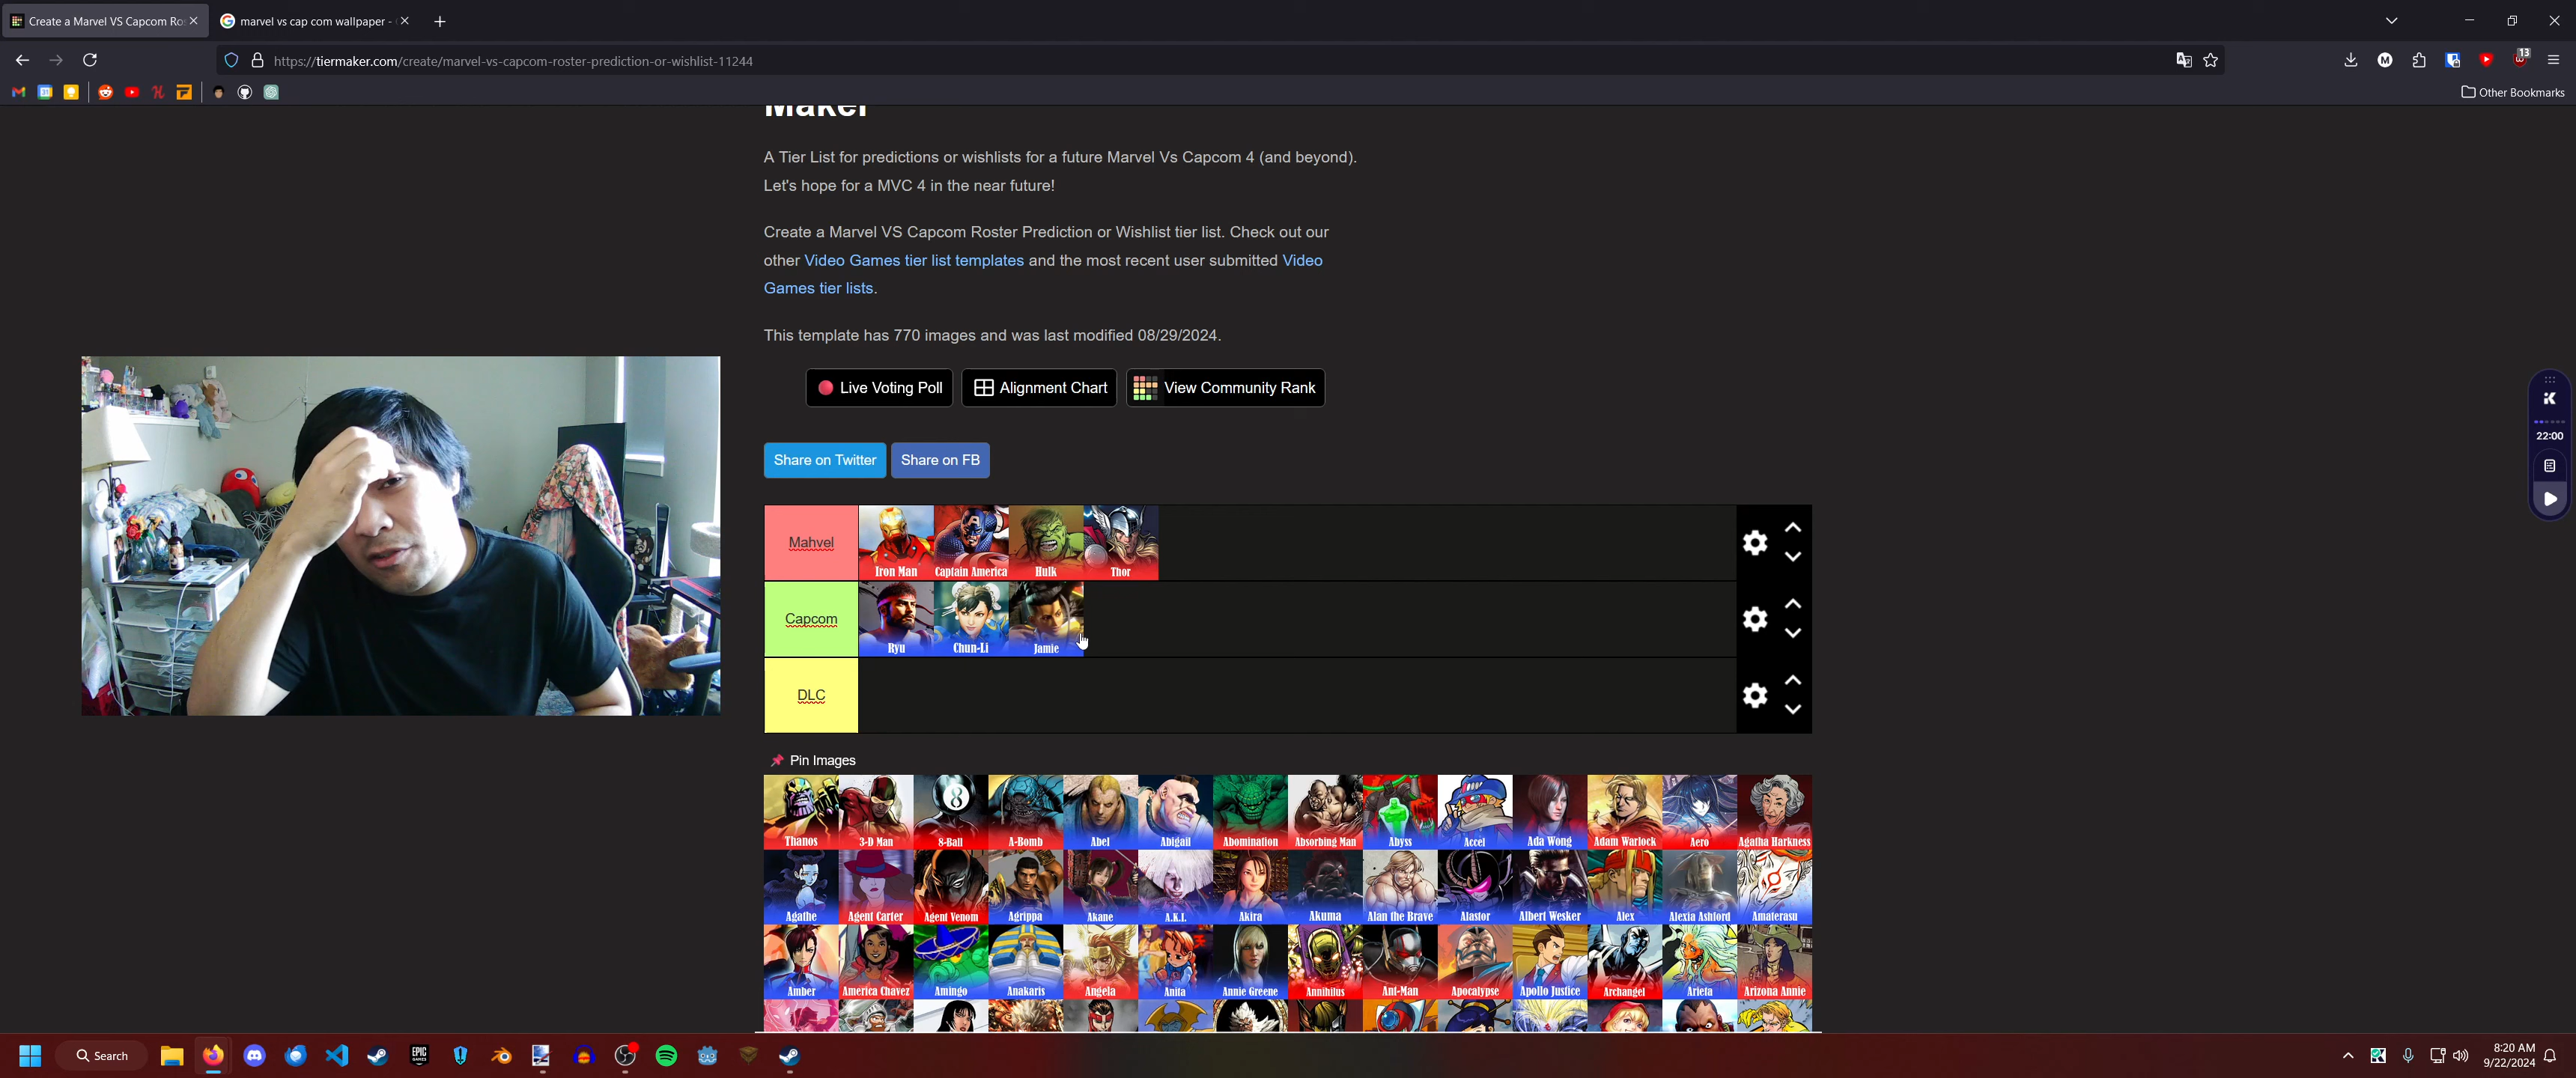 Create a Marvel VS Capcom Ro
marvel vs cap com wallpaper -
https://tiermaker.com/create/marvel-vs-capcom-roster-prediction-or-wishlist-11244
13
Other Bookmarks
Maker
A Tier List for predictions or wishlists for a future Marvel Vs Capcom 4 (and beyond).
Let's hope for a MVC 4 in the near future!
Create a Marvel VS Capcom Roster Prediction or Wishlist tier list. Check out our
other Video Games tier list templates and the most recent user submitted Video
Games tier lists.
This template has 770 images and was last modified 08/29/2024.
Live Voting Poll
Alignment Chart
View Community Rank
22:00
Share on Twitter
Share on FB
Mahvel
Iron Man Captain America Hulk Thor
Capcom
Ryu Chun-Li Jamie
DLC
Pin Images
Thanos 3-D Man 8-Ball A-Bomb Abel Abigail Abomination Absorbing Man Abyss Accel Ada Wong Adam Warlock Aero Agatha Harkness
Agathe Agent Carter Agent Venom Agrippa Akane A.K.I. Akira Akuma Alan the Brave Alastor Albert Wesker Alex Alexia Ashford Amaterasu
Amber America Chavez Amingo Anakaris Angela Anita Annie Greene Annihilus Ant-Man Apocalypse Apollo Justice Archangel Arieta Arizona Annie
Search
8:20 AM
9/22/2024